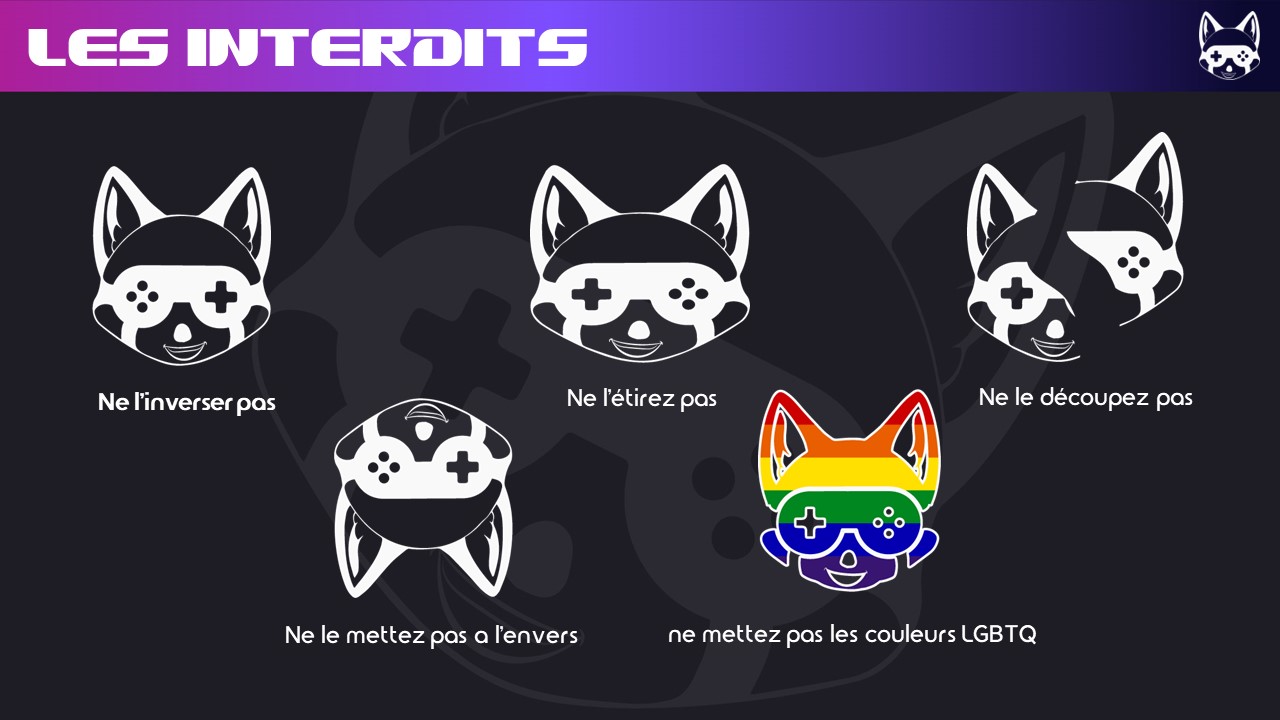 LES INTERDITS
Ne l'inverser pas
Ne l'étirez pas
Ne le découpez pas
Ne le mettez pas a l'envers
ne mettez pas les couleurs LGBTQ